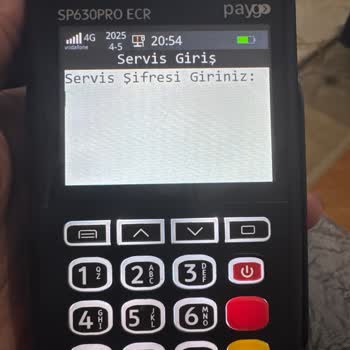 SP630PRO ECR
paygo
4G
vodafone
2025
4-5
20:54
Servis Giriş
Servis Şifresi Giriniz:
1 QZ
2 ABC
3 DEF
4 GHI
5 JKL
6 MNO